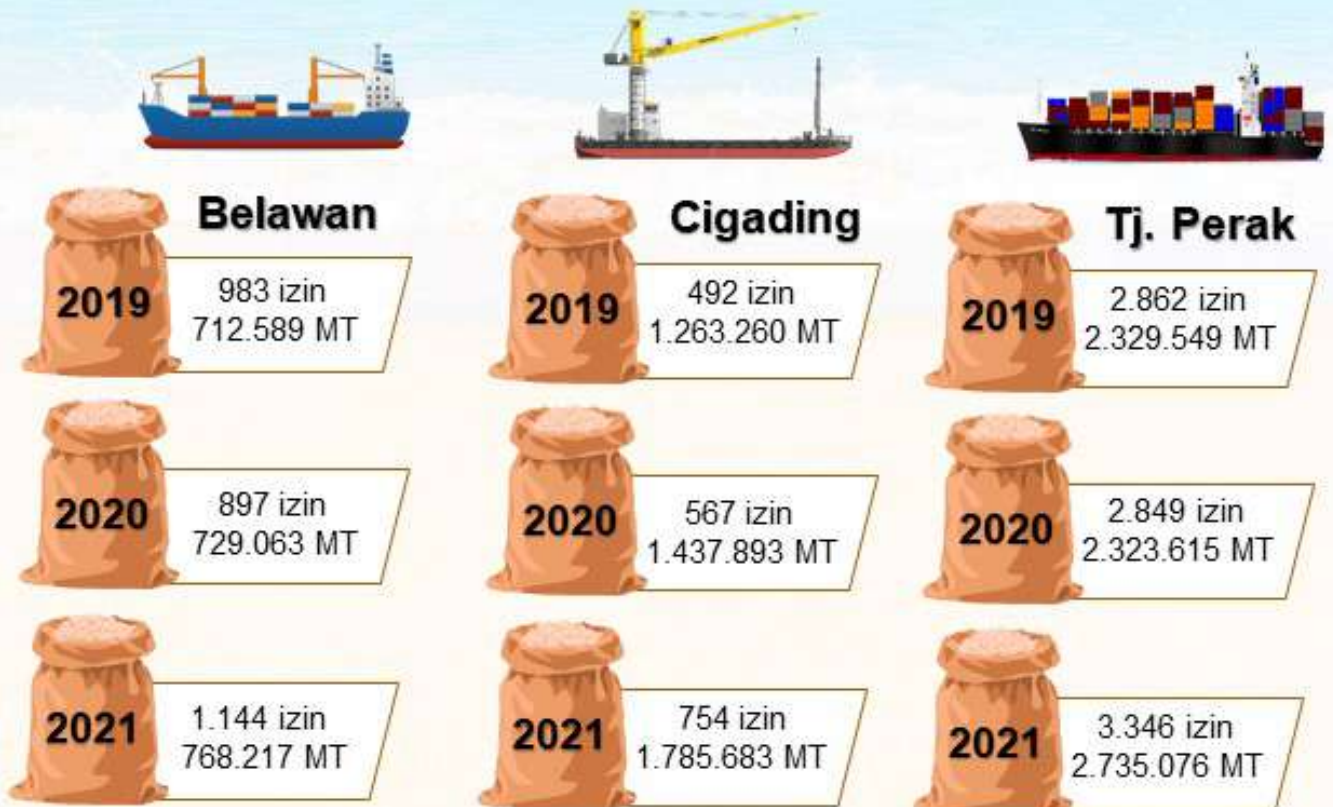 Belawan
2019
983 izin
712.589 MT
2020
897 izin
729.063 MT
2021
1.144 izin
768.217 MT
Cigading
2019
492 izin
1.263.260 MT
2020
567 izin
1.437.893 MT
2021
754 izin
1.785.683 MT
Tj. Perak
2019
2.862 izin
2.329.549 MT
2020
2.849 izin
2.323.615 MT
2021
3.346 izin
2.735.076 MT